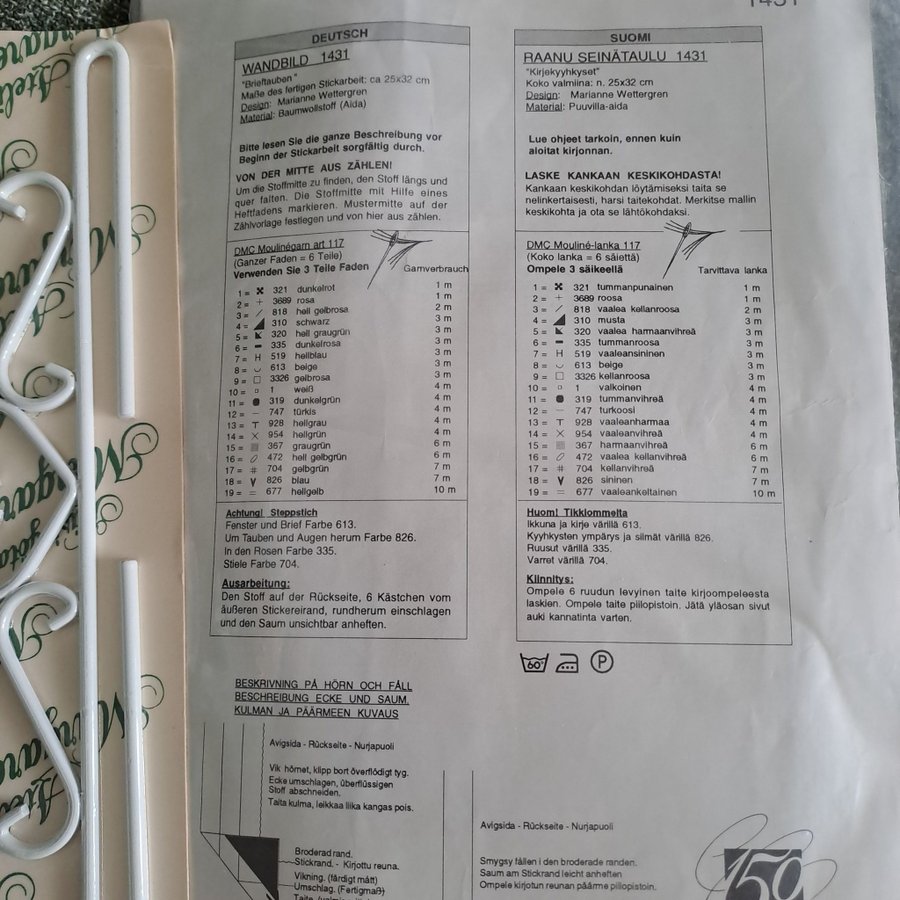 1431
DEUTSCH
WANDBILD 1431
"Brieftauben"
Maße des fertigen Stickarbeit: ca 25x32 cm
Design: Marianne Wettergren
Material: Baumwollstoff (Aida)
Bitte lesen Sie die ganze Beschreibung vor
Beginn der Stickarbeit sorgfältig durch.
VON DER MITTE AUS ZÄHLEN!
Um die Stoffmitte zu finden, den Stoff längs und
quer falten. Die Stoffmitte mit Hilfe eines
Heftfadens markieren. Mustermitte auf der
Zählvorlage festlegen und von hier aus zählen.
DMC Moulinégarn art 117
(Ganzer Faden = 6 Teile)
Verwenden Sie 3 Teile Faden Garnverbrauch
1 = 321 dunkelrot 1 m
2 = + 3689 rosa 1 m
3 = / 818 hell gelbrosa 2 m
4 = 310 schwarz 3 m
5 = 320 hell graugrün 3 m
6 = 335 dunkelrosa 3 m
7 = H 519 hellblau 3 m
8 = 613 beige 3 m
9 = □ 3326 gelbrosa 3 m
10 = 1 weiß 4 m
11 = 319 dunkelgrün 4 m
12 = — 747 türkis 4 m
13 = T 928 hellgrau 4 m
14 = X 954 hellgrün 4 m
15 = 367 graugrün 6 m
16 = 472 hell gelbgrün 6 m
17 = # 704 gelbgrün 7 m
18 = V 826 blau 7 m
19 = = 677 hellgelb 10 m
Achtung! Steppstich
Fenster und Brief Farbe 613.
Um Tauben und Augen herum Farbe 826.
In den Rosen Farbe 335.
Stiele Farbe 704.
Ausarbeitung:
Den Stoff auf der Rückseite, 6 Kästchen vom
äußeren Stickereirand, rundherum einschlagen
und den Saum unsichtbar anheften.
SUOMI
RAANU SEINÄTAULU 1431
"Kirjekyyhkyset"
Koko valmiina: n. 25x32 cm
Design: Marianne Wettergren
Material: Puuvilla-aida
Lue ohjeet tarkoin, ennen kuin
aloitat kirjonnan.
LASKE KANKAAN KESKIKOHDASTA!
Kankaan keskikohdan löytämiseksi taita se
nelinkertaisesti, harsi taitekohdat. Merkitse mallin
keskikohta ja ota se lähtökohdaksi.
DMC Mouliné-lanka 117
(Koko lanka = 6 säiettä)
Ompele 3 säikeellä Tarvittava lanka
1 = 321 tummanpunainen 1 m
2 = + 3689 roosa 1 m
3 = / 818 vaalea kellanroosa 2 m
4 = 310 musta 3 m
5 = 320 vaalea harmaanvihreä 3 m
6 = 335 tummanroosa 3 m
7 = H 519 vaaleansininen 3 m
8 = 613 beige 3 m
9 = □ 3326 kellanroosa 3 m
10 = 1 valkoinen 4 m
11 = 319 tummanvihreä 4 m
12 = — 747 turkoosi 4 m
13 = T 928 vaaleanharmaa 4 m
14 = X 954 vaaleanvihreä 4 m
15 = 367 harmaanvihreä 6 m
16 = 472 vaalea kellanvihreä 6 m
17 = # 704 kellanvihreä 7 m
18 = V 826 sininen 7 m
19 = = 677 vaaleankeltainen 10 m
Huom! Tikkiommelta
Ikkuna ja kirje värillä 613.
Kyyhkysten ympärys ja silmät värillä 826.
Ruusut värillä 335.
Varret värillä 704.
Kiinnitys:
Ompele 6 ruudun levyinen taite kirjoompeleesta
laskien. Ompele taite piilopistoin. Jätä yläosan sivut
auki kannatinta varten.
60° P
BESKRIVNING PÅ HÖRN OCH FÅLL
BESCHREIBUNG ECKE UND SAUM.
KULMAN JA PÄÄRMEEN KUVAUS
Avigsida - Rückseite - Nurjapuoli
Vik hörnet, klipp bort överflödigt tyg.
Ecke umschlagen, überflüssigen
Stoff abschneiden.
Taita kulma, leikkaa liika kangas pois.
Broderad rand.
Stickrand. - Kirjottu reuna.
Vikning. (färdigt mått)
Umschlag. (Fertigmaß)
Avigsida - Rückseite - Nurjapuoli
Smygsy fållen i den broderade randen.
Saum am Stickrand leicht anheften
Ompele kirjotun reunan päärme piilopistoin.
150